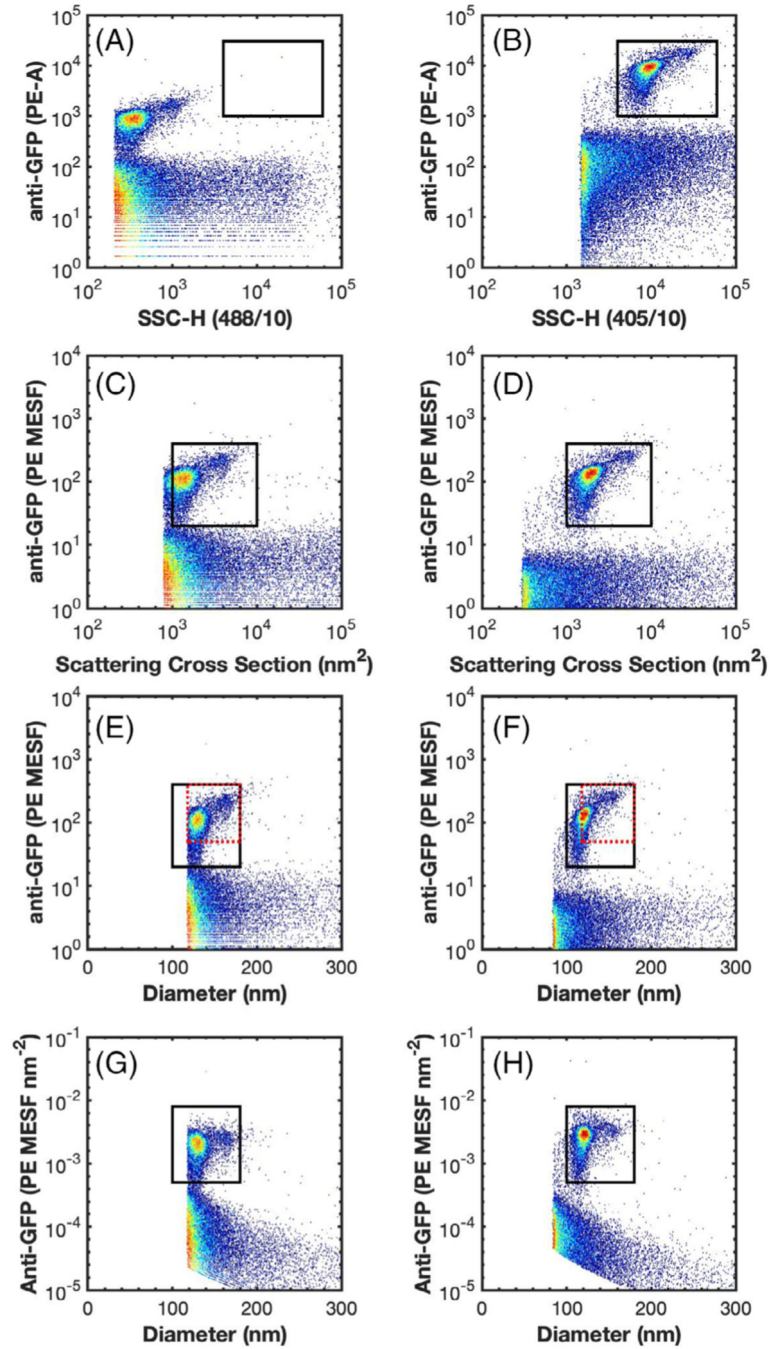 (A)
anti-GFP (PE-A)
10^5
10^4
10^3
10^2
10^1
10^0
10^2 10^3 10^4 10^5
SSC-H (488/10)
(B)
anti-GFP (PE-A)
10^5
10^4
10^3
10^2
10^1
10^0
10^2 10^3 10^4 10^5
SSC-H (405/10)
(C)
anti-GFP (PE MESF)
10^4
10^3
10^2
10^1
10^0
10^2 10^3 10^4 10^5
Scattering Cross Section (nm^2)
(D)
anti-GFP (PE MESF)
10^4
10^3
10^2
10^1
10^0
10^2 10^3 10^4 10^5
Scattering Cross Section (nm^2)
(E)
anti-GFP (PE MESF)
10^4
10^3
10^2
10^1
10^0
0 100 200 300
Diameter (nm)
(F)
anti-GFP (PE MESF)
10^4
10^3
10^2
10^1
10^0
0 100 200 300
Diameter (nm)
(G)
Anti-GFP (PE MESF nm^-2)
10^-1
10^-2
10^-3
10^-4
10^-5
0 100 200 300
Diameter (nm)
(H)
Anti-GFP (PE MESF nm^-2)
10^-1
10^-2
10^-3
10^-4
10^-5
0 100 200 300
Diameter (nm)